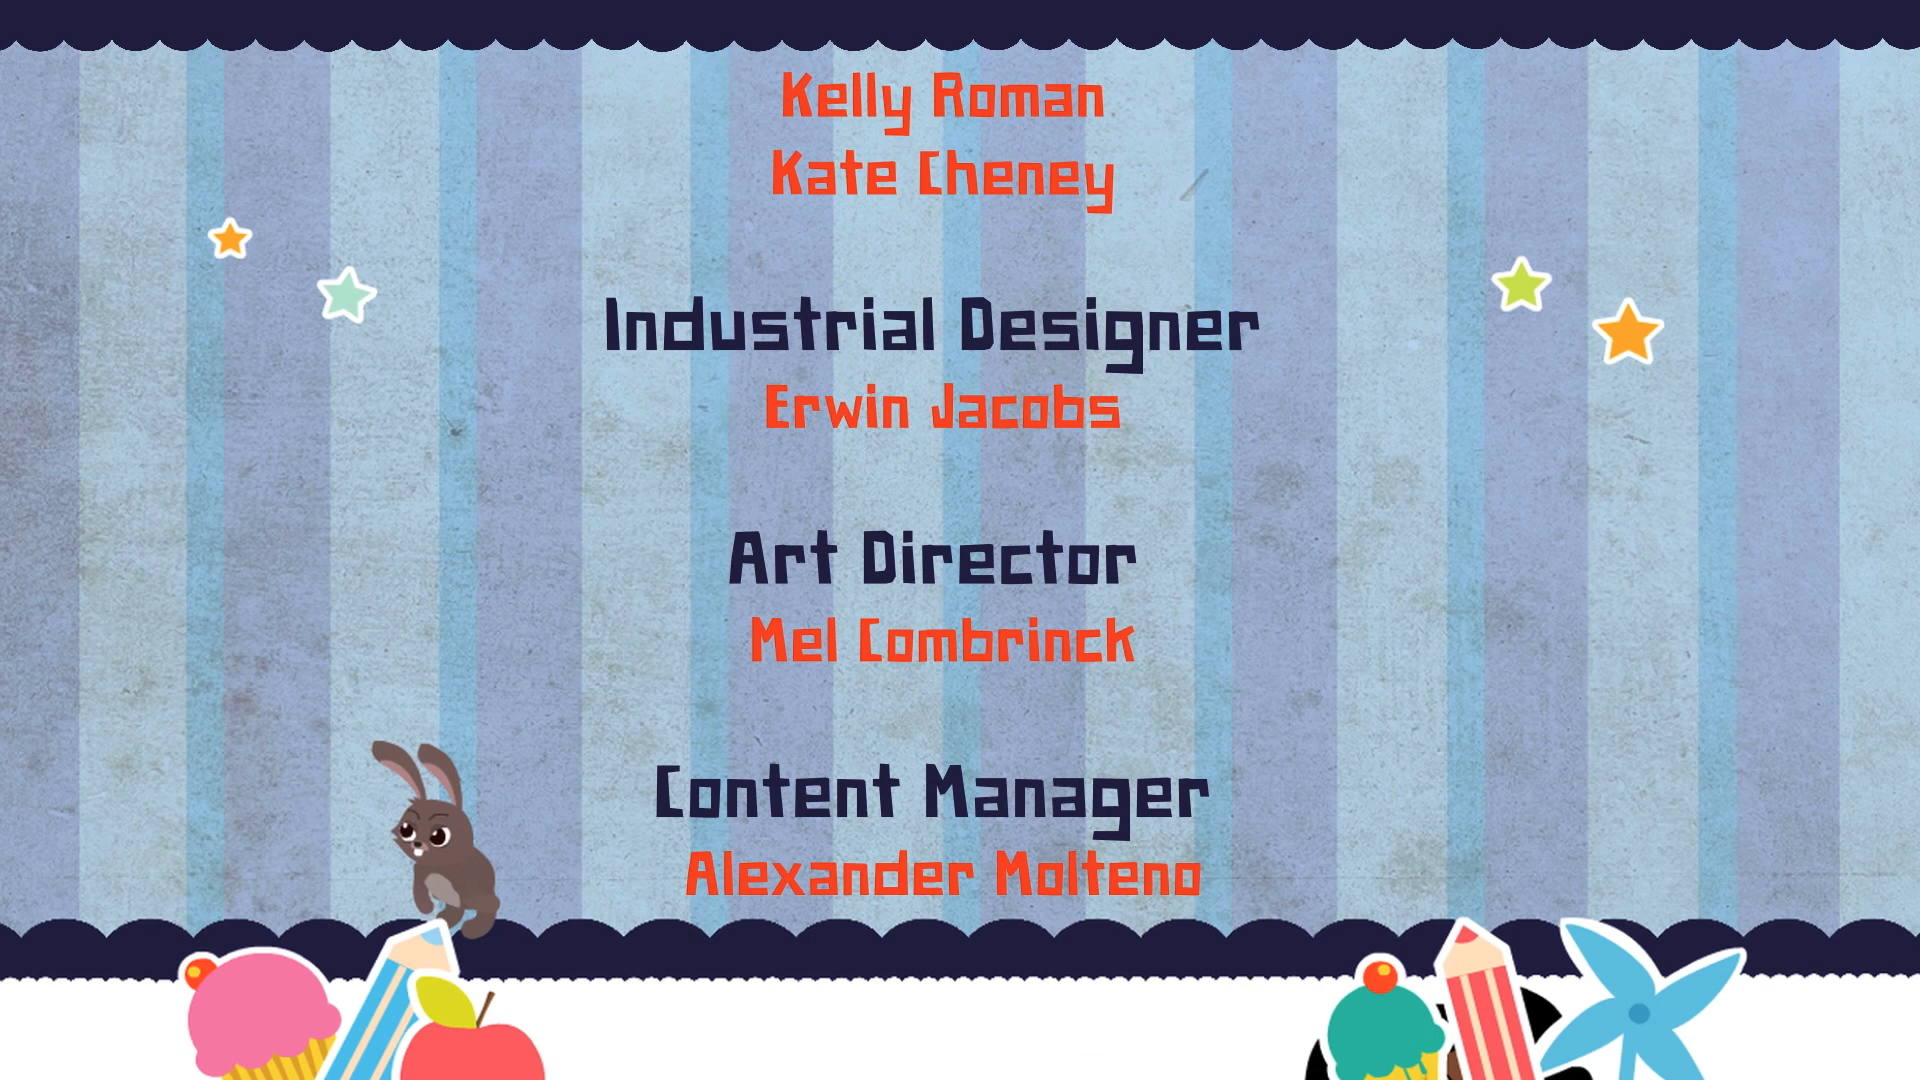 Kelly Roman
Kate Cheney
Industrial Designer
Erwin Jacobs
Art Director
Mel Combrinck
Content Manager
Alexander Molteno